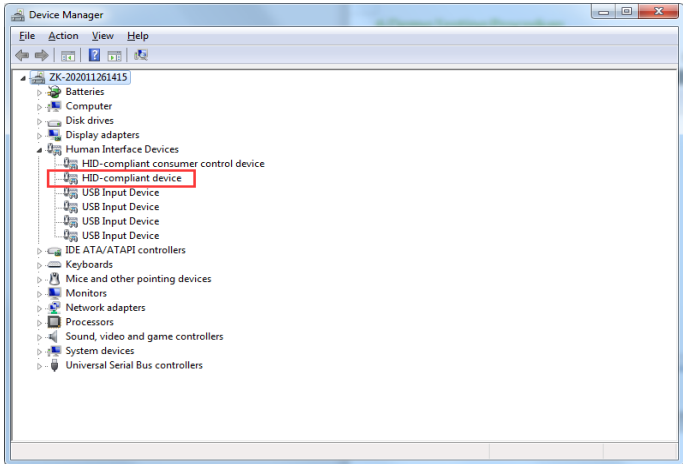 Device Manager
File Action View Help
ZK-202011261415
Batteries
Computer
Disk drives
Display adapters
Human Interface Devices
HID-compliant consumer control device
HID-compliant device
USB Input Device
USB Input Device
USB Input Device
USB Input Device
IDE ATA/ATAPI controllers
Keyboards
Mice and other pointing devices
Monitors
Network adapters
Processors
Sound, video and game controllers
System devices
Universal Serial Bus controllers